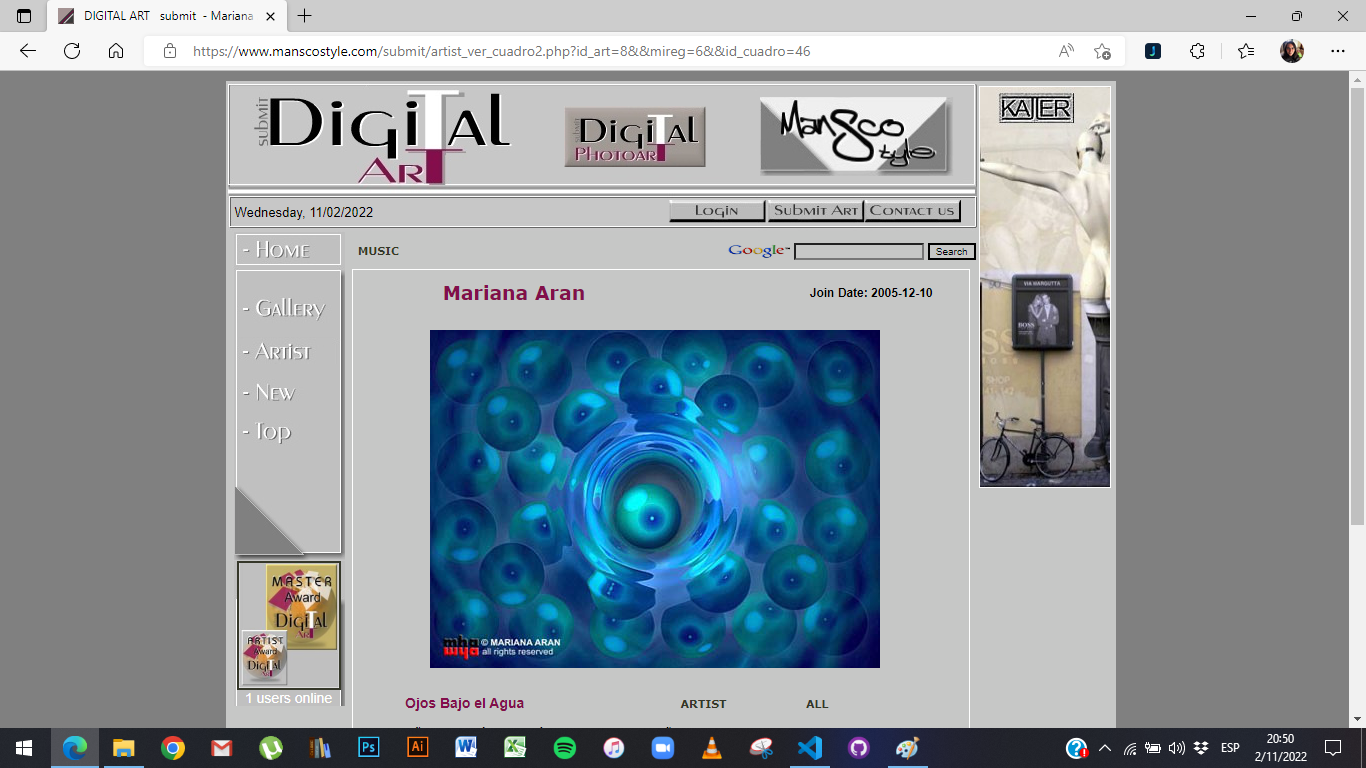 DIGITAL ART submit - Mariana
https://www.manscostyle.com/submit/artist_ver_cuadro2.php?id_art=8&&mireg=6&&id_cuadro=46
submit
Digital
Art
Digital
Photoart
Mansco
style
KAJIER
Wednesday, 11/02/2022
Login
Submit Art
Contact us
- Home
MUSIC
Google
Search
- Gallery
- Artist
- New
- Top
Mariana Aran
Join Date: 2005-12-10
VIA MARGUTTA
BOSS
© MARIANA ARAN
all rights reserved
MASTER
Award
Digital
Art
ARTIST
Award
Digital
1 users online
Ojos Bajo el Agua
ARTIST
ALL
Ps
Ai
ESP
20:50
2/11/2022